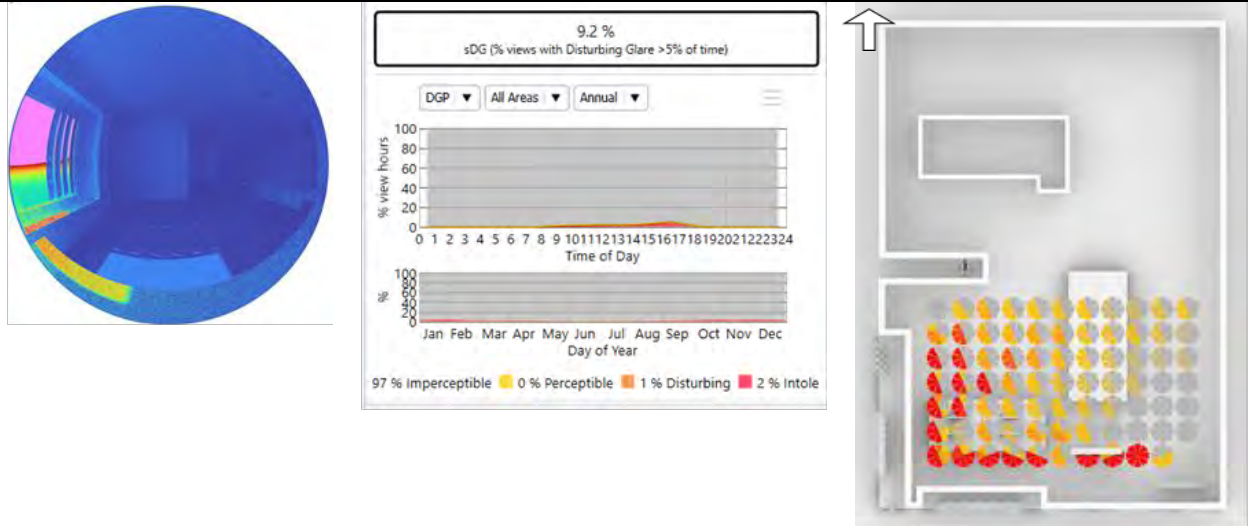 9.2 %
sDG (% views with Disturbing Glare >5% of time)
DGP ▼ All Areas ▼ Annual ▼
100
80
60
40
20
0
% view hours
0 1 2 3 4 5 6 7 8 9 10 11 12 13 14 15 16 17 18 19 20 21 22 23 24
Time of Day
100
80
60
40
20
0
%
Jan Feb Mar Apr May Jun Jul Aug Sep Oct Nov Dec
Day of Year
97 % Imperceptible 0 % Perceptible 1 % Disturbing 2 % Intole